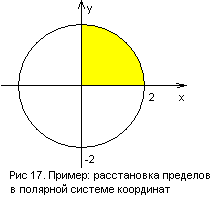 y
2
x
-2
Рис 17. Пример: расстановка пределов
в полярной системе координат